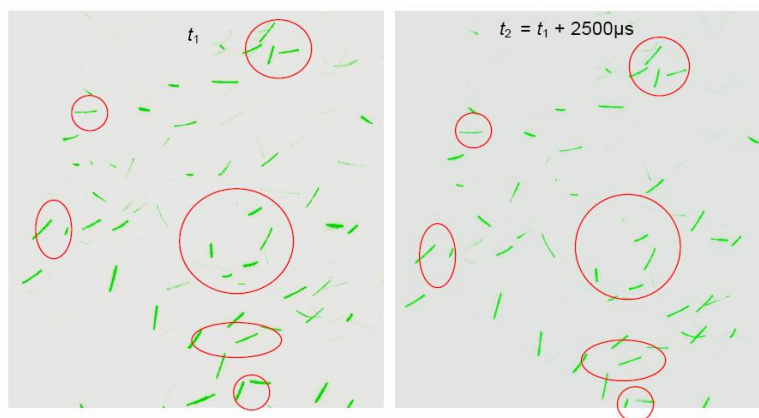 t₁
t₂ = t₁ + 2500µs